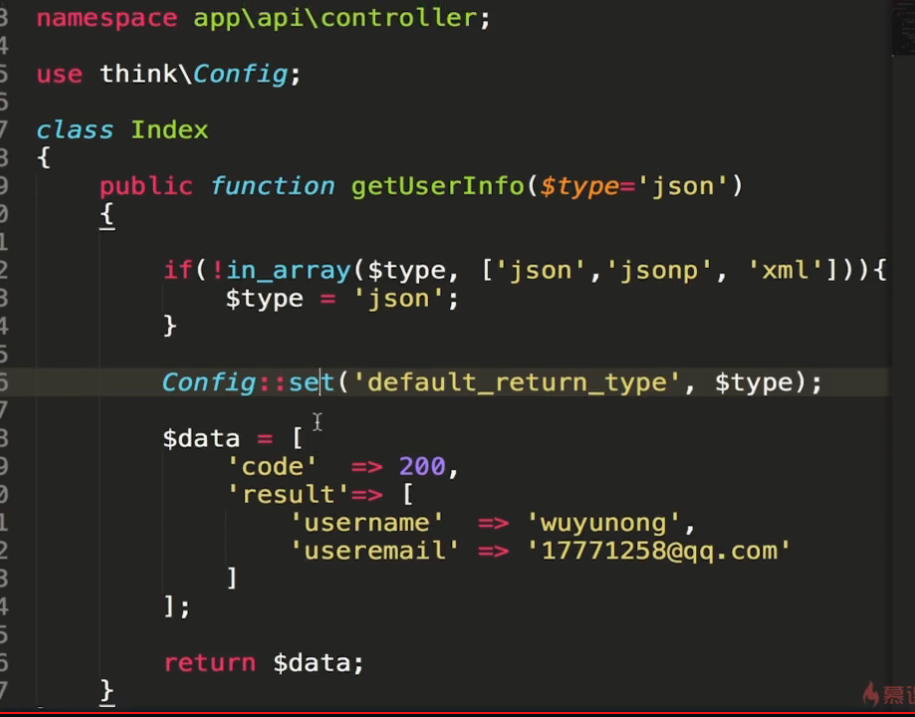 3 namespace app\api\controller;
4
5 use think\Config;
6
7 class Index
8 {
9     public function getUserInfo($type='json')
0     {
1
2         if(!in_array($type, ['json','jsonp', 'xml'])){
3             $type = 'json';
4         }
5
6         Config::set('default_return_type', $type);
7
8         $data = [
9             'code'  => 200,
0             'result'=> [
1                 'username'  => 'wuyunong',
2                 'useremail' => '17771258@qq.com'
3             ]
4         ];
5
6         return $data;
7     }
慕